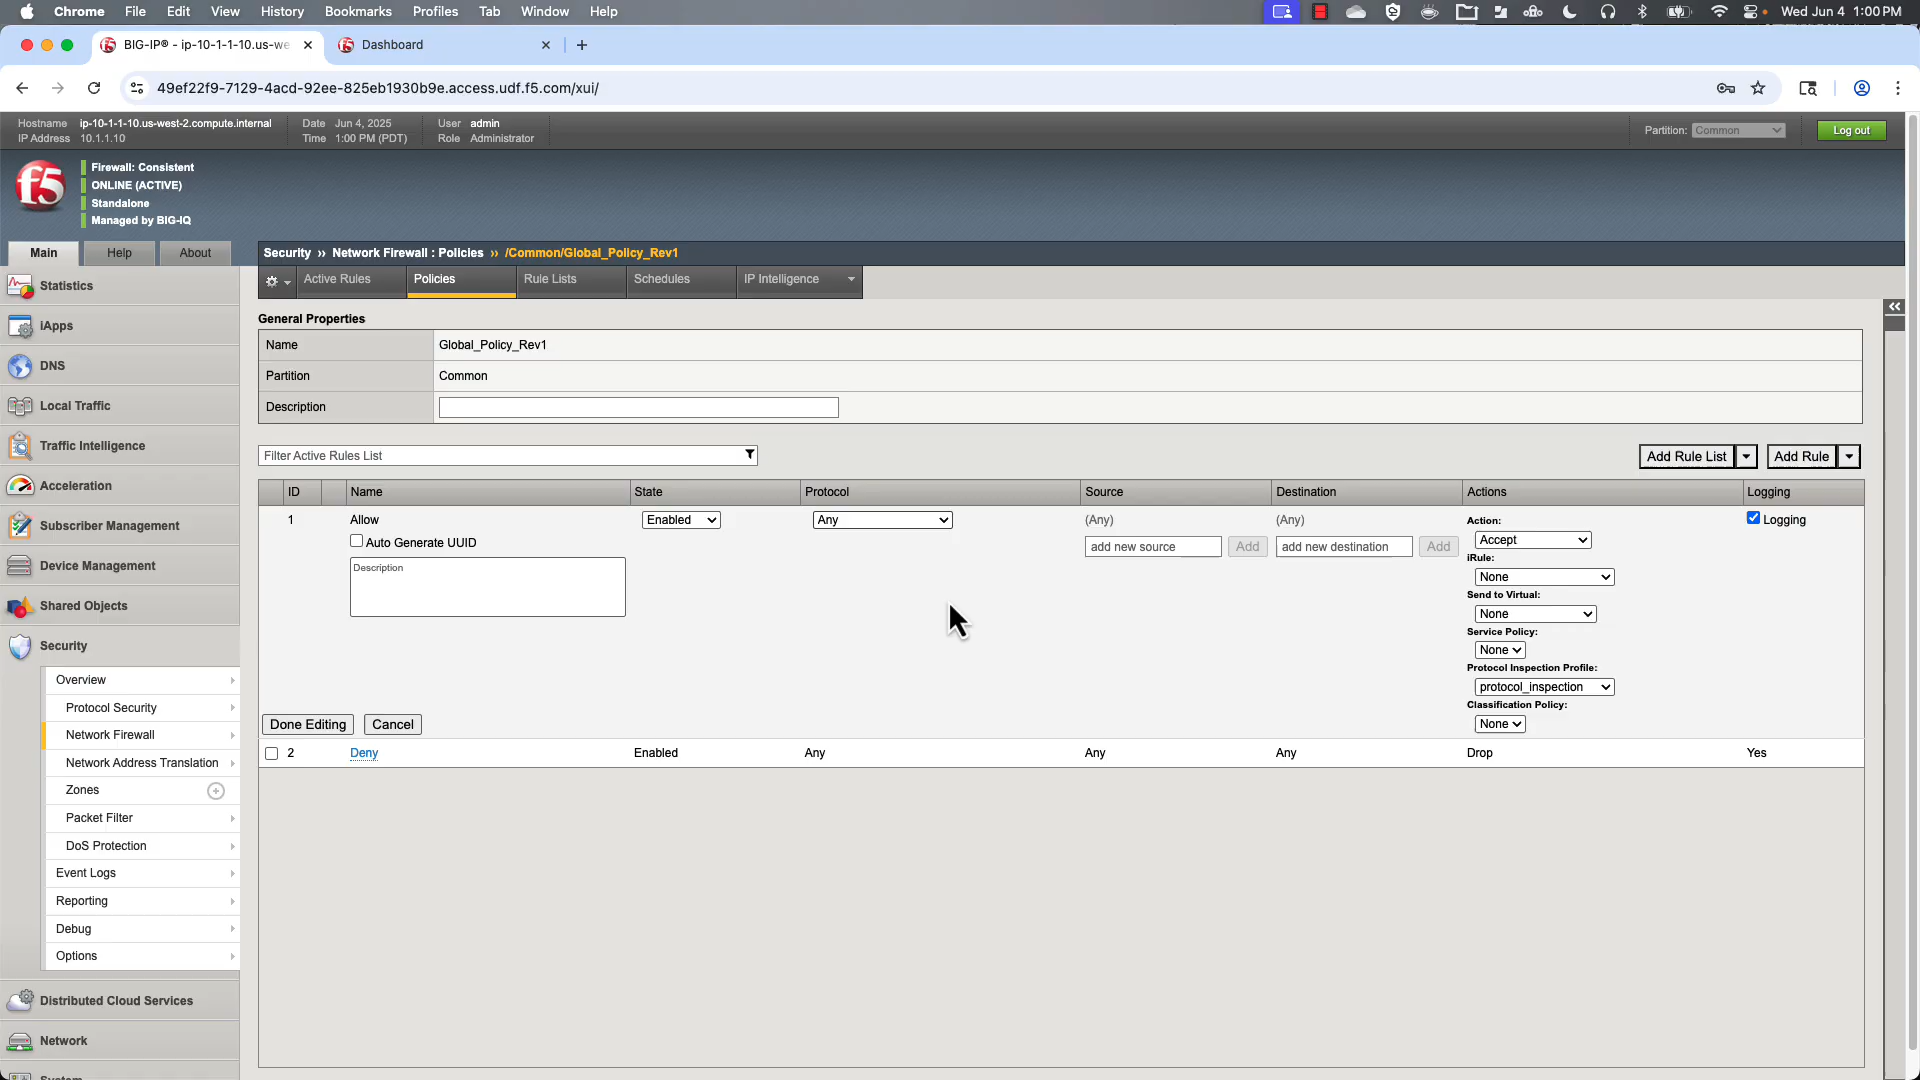 Chrome File Edit View History Bookmarks Profiles Tab Window Help Wed Jun 4 1:00 PM
BIG-IP® - ip-10-1-1-10.us-we
Dashboard
49ef22f9-7129-4acd-92ee-825eb1930b9e.access.udf.f5.com/xui/
Hostname ip-10-1-1-10.us-west-2.compute.internal Date Jun 4, 2025 User admin
IP Address 10.1.1.10 Time 1:00 PM (PDT) Role Administrator
Partition: Common Log out
f5
Firewall: Consistent
ONLINE (ACTIVE)
Standalone
Managed by BIG-IQ
Main Help About
Security ›› Network Firewall : Policies ›› /Common/Global_Policy_Rev1
Active Rules Policies Rule Lists Schedules IP Intelligence
Statistics
iApps
DNS
Local Traffic
Traffic Intelligence
Acceleration
Subscriber Management
Device Management
Shared Objects
Security
Overview
Protocol Security
Network Firewall
Network Address Translation
Zones
Packet Filter
DoS Protection
Event Logs
Reporting
Debug
Options
Distributed Cloud Services
Network
System
General Properties
Name Global_Policy_Rev1
Partition Common
Description
Filter Active Rules List Add Rule List Add Rule
ID Name State Protocol Source Destination Actions Logging
1 Allow Enabled Any (Any) (Any) Action: Logging
Auto Generate UUID add new source Add add new destination Add Accept
Description
iRule:
None
Send to Virtual:
None
Service Policy:
None
Protocol Inspection Profile:
protocol_inspection
Classification Policy:
None
Done Editing Cancel
2 Deny Enabled Any Any Any Drop Yes